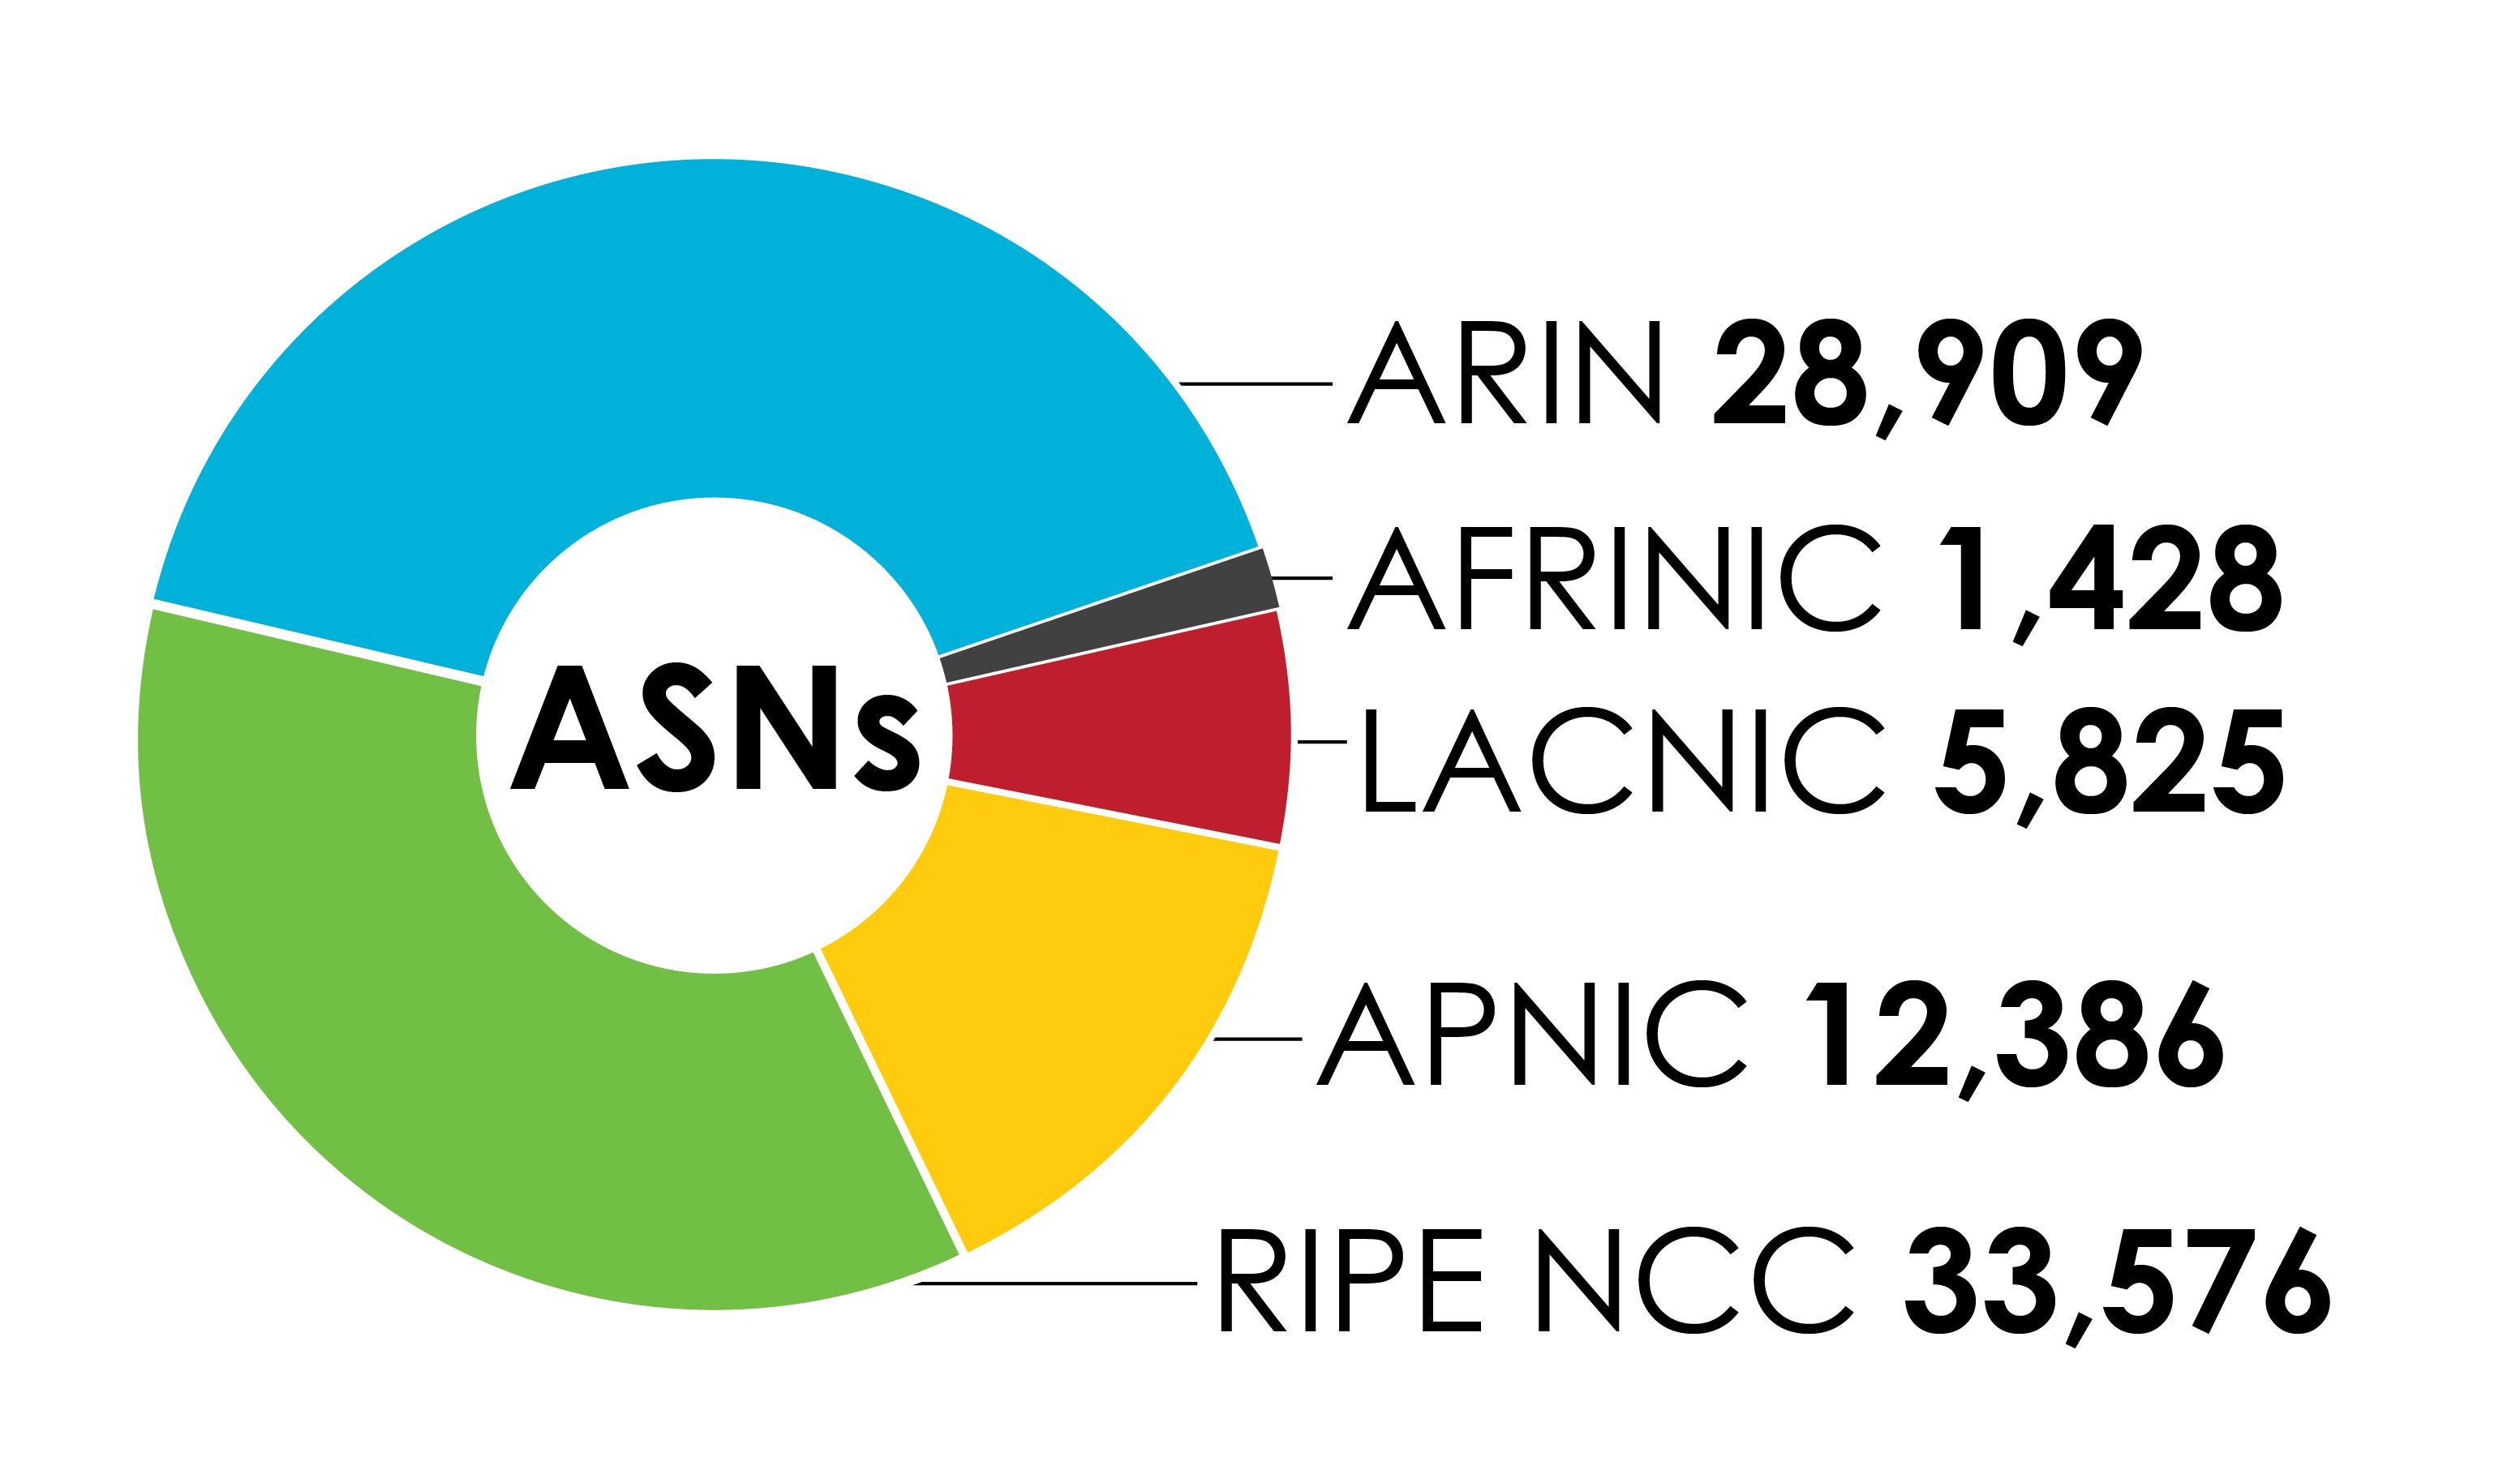 ASNs
ARIN 28,909
AFRINIC 1,428
LACNIC 5,825
APNIC 12,386
RIPE NCC 33,576